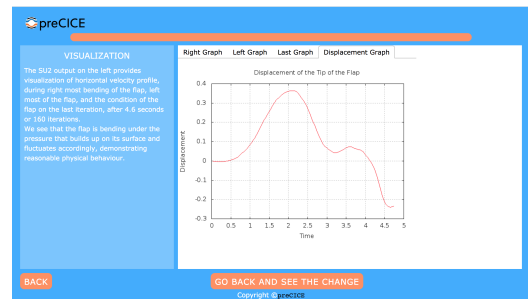 preCICE
VISUALIZATION
The SU2 output on the left provides
visualization of horizontal velocity profile,
during right most bending of the flap, left
most of the flap, and the condition of the
flap on the last iteration, after 4.6 seconds
or 160 iterations.
We see that the flap is bending under the
pressure that builds up on its surface and
fluctuates accordingly, demonstrating
reasonable physical behaviour.
Right Graph Left Graph Last Graph Displacement Graph
Displacement of the Tip of the Flap
0.4
0.3
0.2
0.1
0
-0.1
-0.2
-0.3
Displacement
0 0.5 1 1.5 2 2.5 3 3.5 4 4.5 5
Time
BACK
GO BACK AND SEE THE CHANGE
Copyright ©preCICE